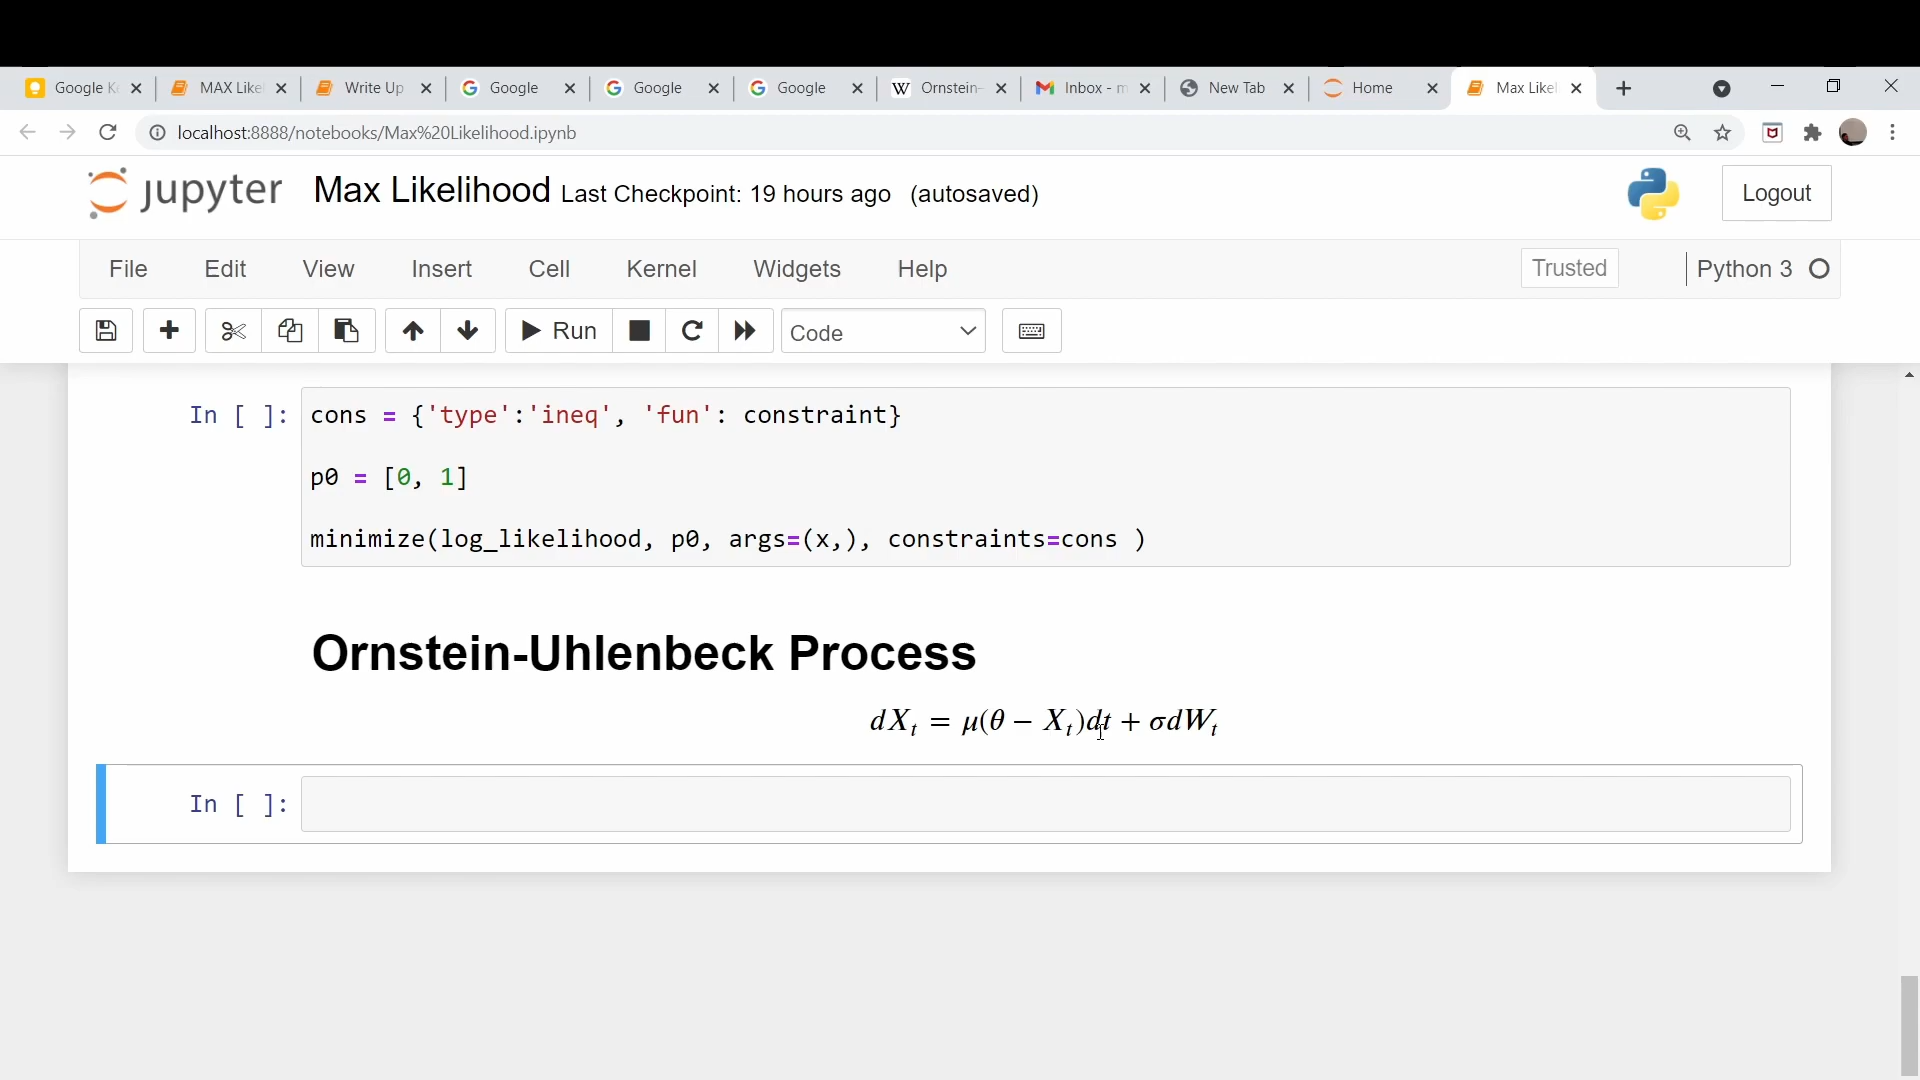 Google K
MAX Like
Write Up
Google
Google
Google
Ornstein-
Inbox - m
New Tab
Home
Max Likel
localhost:8888/notebooks/Max%20Likelihood.ipynb
jupyter Max Likelihood Last Checkpoint: 19 hours ago (autosaved)
Logout
File Edit View Insert Cell Kernel Widgets Help
Trusted
Python 3
Run
Code
In [ ]:
cons = {'type':'ineq', 'fun': constraint}
p0 = [0, 1]
minimize(log_likelihood, p0, args=(x,), constraints=cons )
Ornstein-Uhlenbeck Process
dXₜ = μ(θ − Xₜ)dt + σdWₜ
In [ ]: